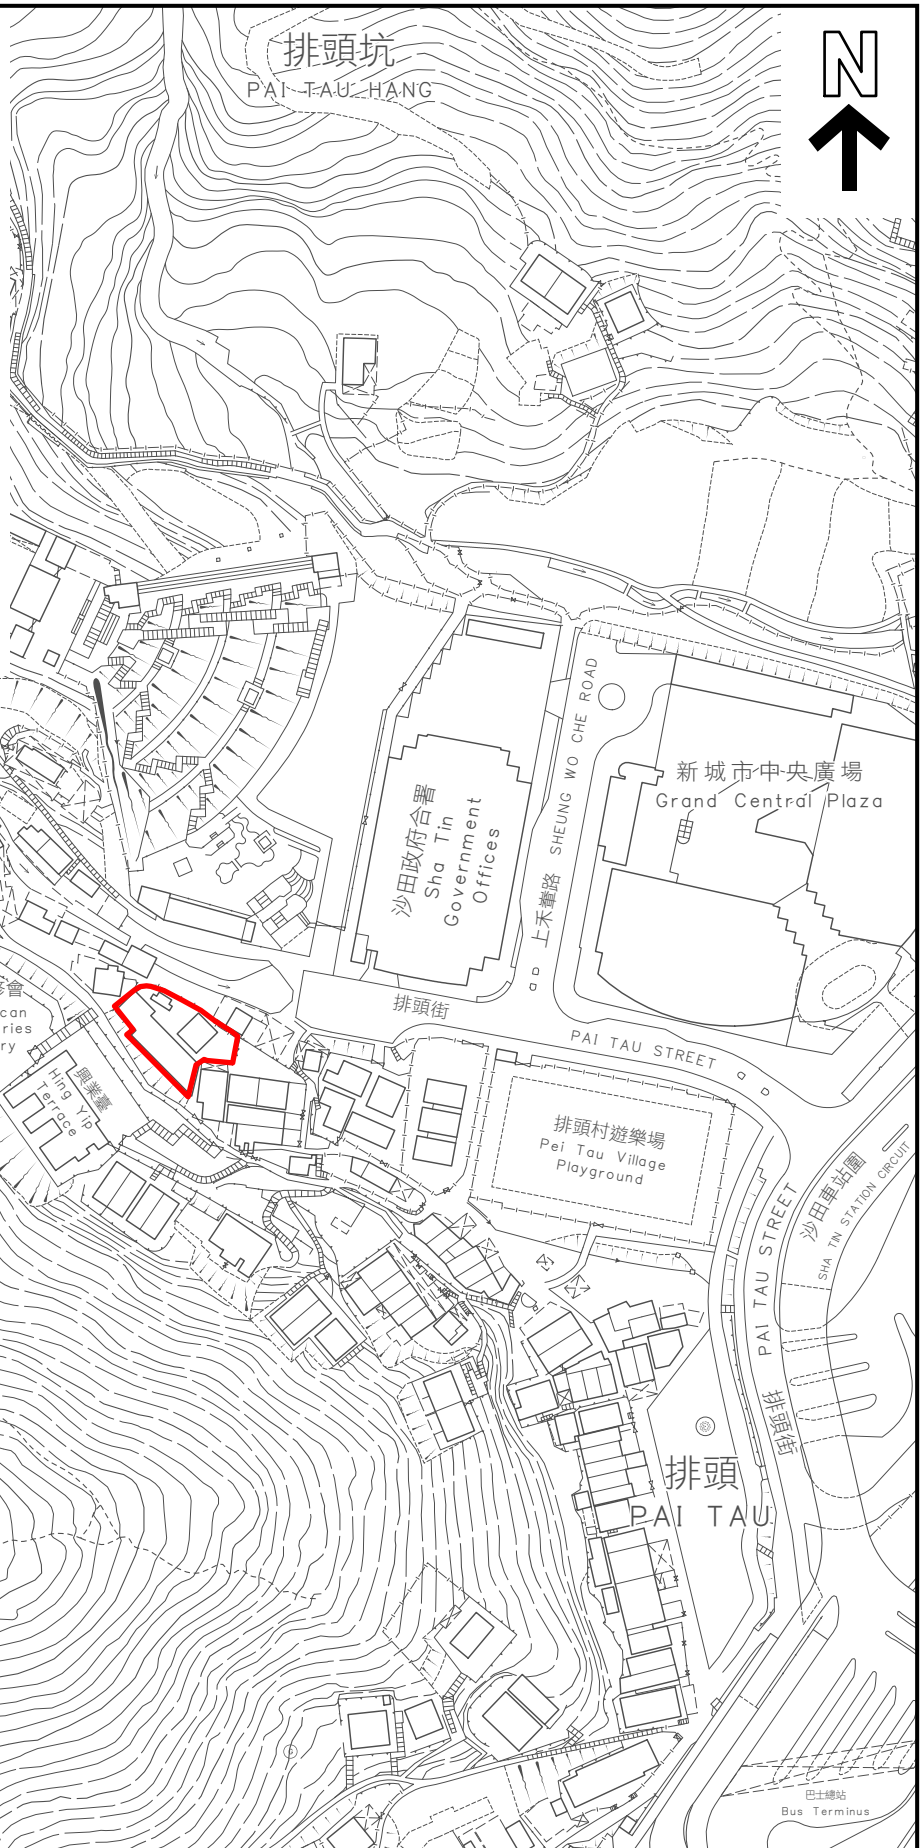 排頭坑
PAI TAU HANG
N
新城市中央廣場
Grand Central Plaza
上禾輋路 SHEUNG WO CHE ROAD
沙田政府合署
Sha Tin
Government
Offices
排頭街
PAI TAU STREET
can
ries
ry
興業臺
Hing Yip
Terrace
排頭村遊樂場
Pei Tau Village
Playground
沙田車站圍
SHA TIN STATION CIRCUIT
PAI TAU STREET
排頭街
排頭
PAI TAU
巴士總站
Bus Terminus